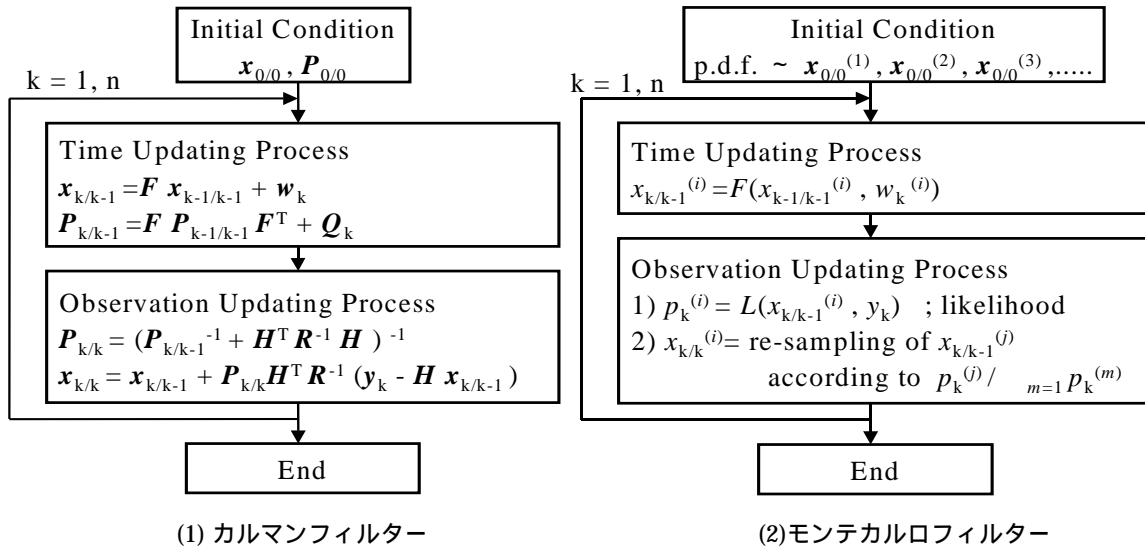 Initial Condition
x0/0 , P0/0
k = 1, n
Time Updating Process
xk/k-1 =F xk-1/k-1 + wk
Pk/k-1 =F Pk-1/k-1 F^T + Qk
Observation Updating Process
Pk/k = (Pk/k-1^-1 + H^T R^-1 H ) ^-1
xk/k = xk/k-1 + Pk/k H^T R^-1 (yk - H xk/k-1 )
End
(1) カルマンフィルター
Initial Condition
p.d.f. ~ x0/0^(1) , x0/0^(2) , x0/0^(3) ,.....
k = 1, n
Time Updating Process
xk/k-1^(i) =F(xk-1/k-1^(i) , wk^(i))
Observation Updating Process
1) pk^(i) = L(xk/k-1^(i) , yk) ; likelihood
2) xk/k^(i)= re-sampling of xk/k-1^(j)
according to pk^(j) / m=1 pk^(m)
End
(2)モンテカルロフィルター